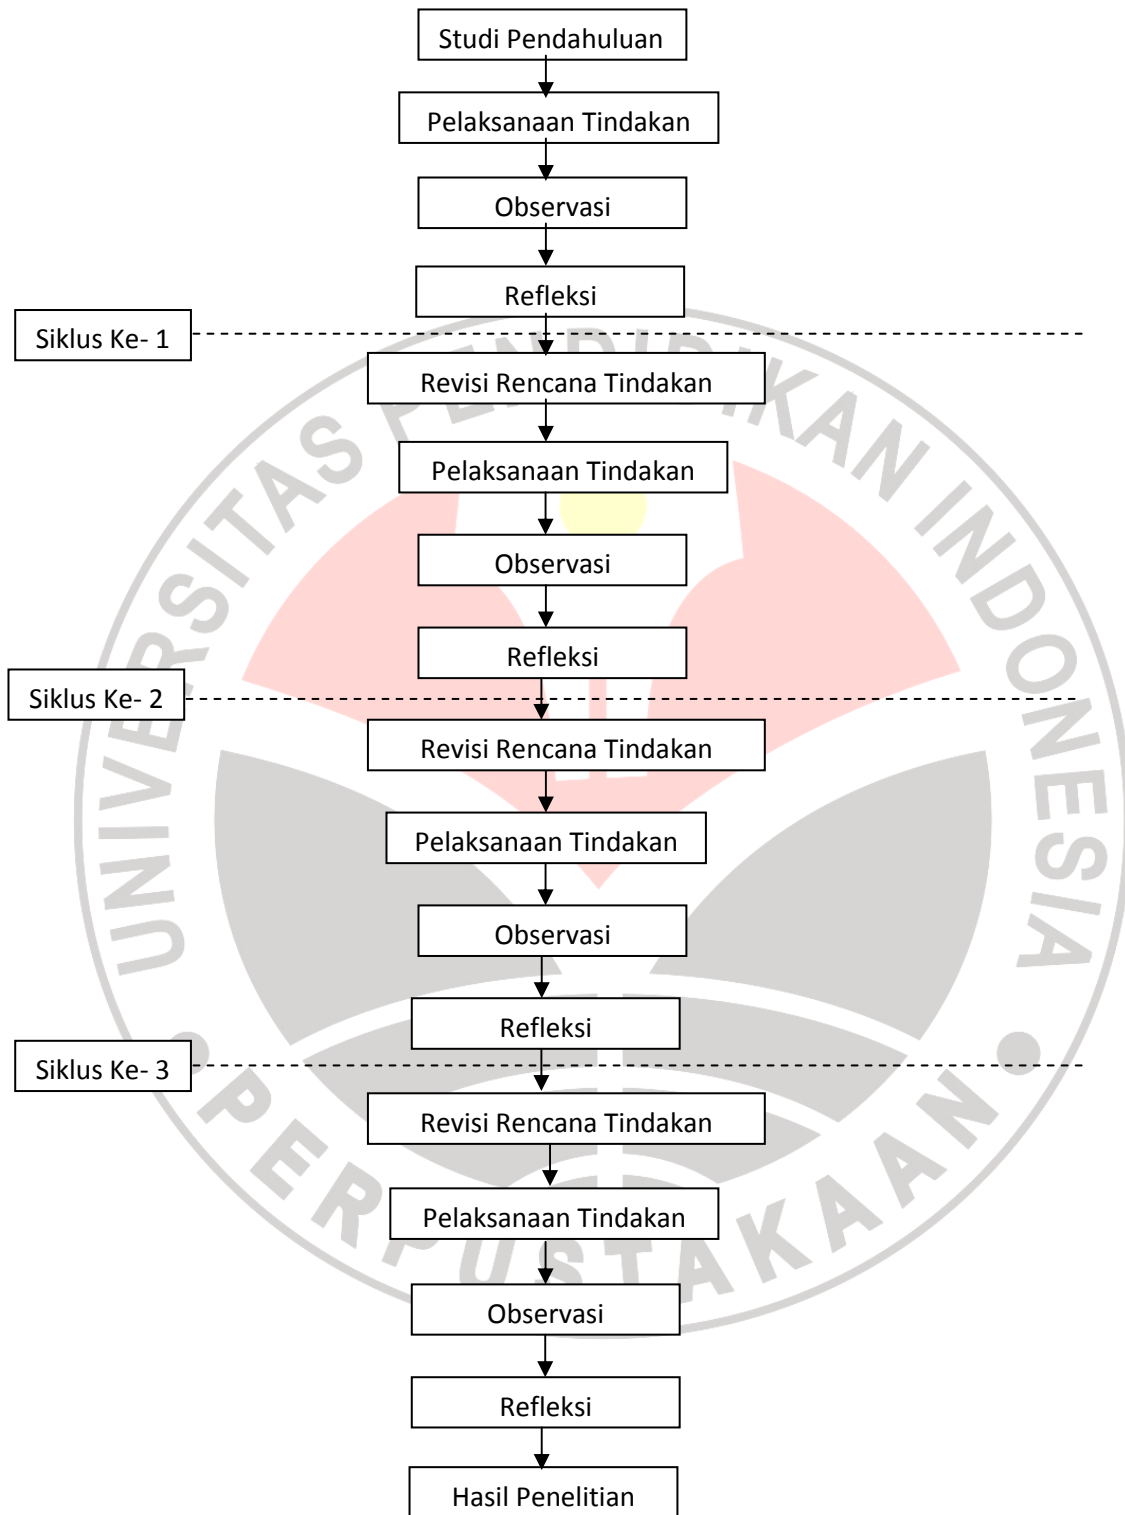 Studi Pendahuluan
Pelaksanaan Tindakan
Observasi
Refleksi
Siklus Ke- 1
Revisi Rencana Tindakan
Pelaksanaan Tindakan
Observasi
Refleksi
Siklus Ke- 2
Revisi Rencana Tindakan
Pelaksanaan Tindakan
Observasi
Refleksi
Siklus Ke- 3
Revisi Rencana Tindakan
Pelaksanaan Tindakan
Observasi
Refleksi
Hasil Penelitian
UNIVERSITAS PENDIDIKAN INDONESIA
PERPUSTAKAAN